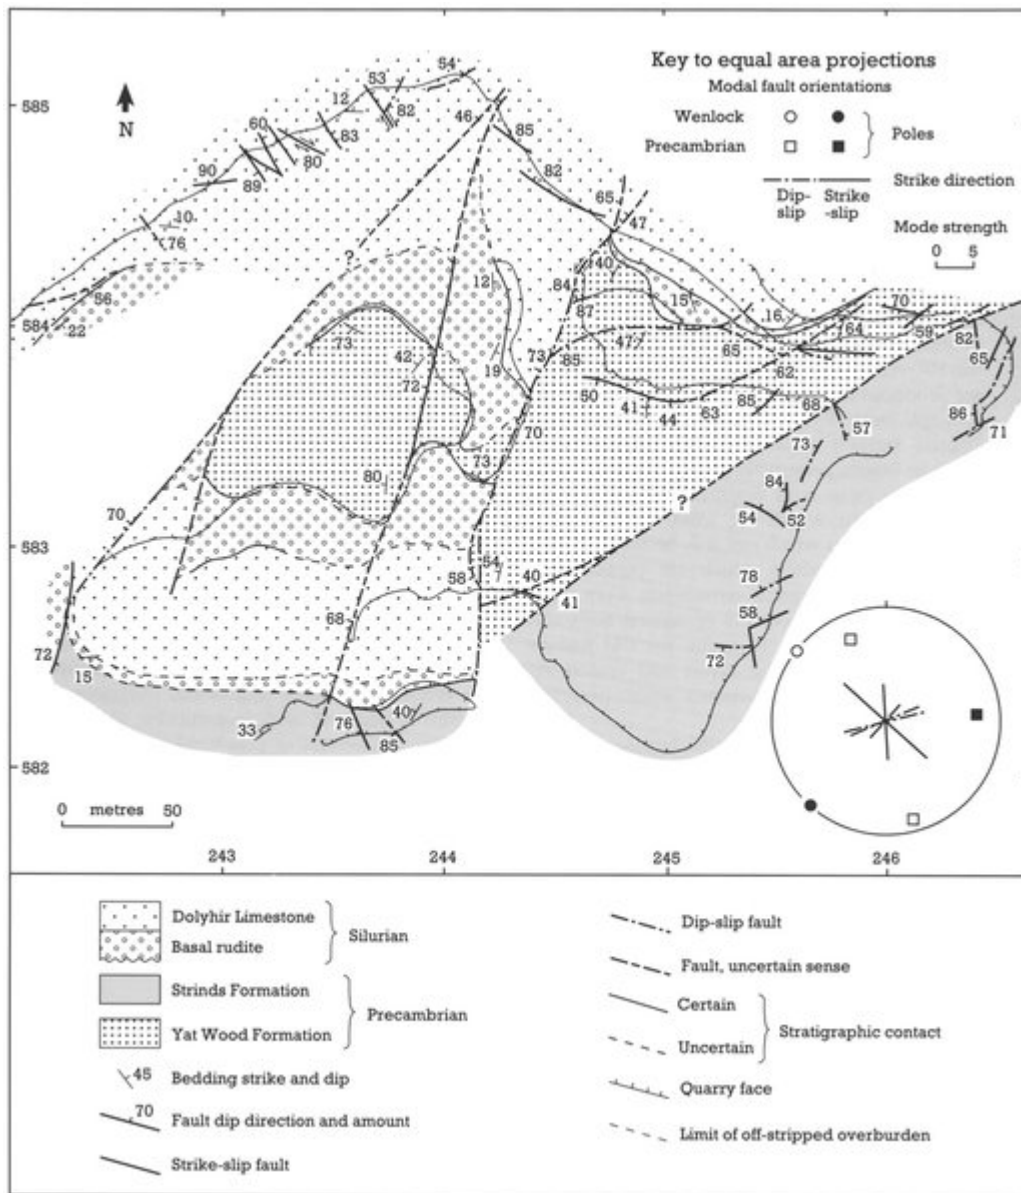 Key to equal area projections
Modal fault orientations
Wenlock
Precambrian
Poles
Strike direction
Dip-
slip
Strike
-slip
Mode strength
0 5
N
585
584
583
582
54
53
12
82
46
60
83
80
85
90
89
82
10
76
65
47
56
22
?
12
40
84
87
15
16
70
64
59
82
73
42
72
19
73
85
47
65
62
65
50
41
44
63
85
68
86
71
57
70
73
80
73
84
54
52
?
70
54
58
40
41
78
58
72
68
72
15
33
76
40
85
0 metres 50
243 244 245 246
Dolyhir Limestone
Basal rudite
Silurian
Strinds Formation
Yat Wood Formation
Precambrian
45 Bedding strike and dip
70 Fault dip direction and amount
Strike-slip fault
Dip-slip fault
Fault, uncertain sense
Certain
Uncertain
Stratigraphic contact
Quarry face
Limit of off-stripped overburden